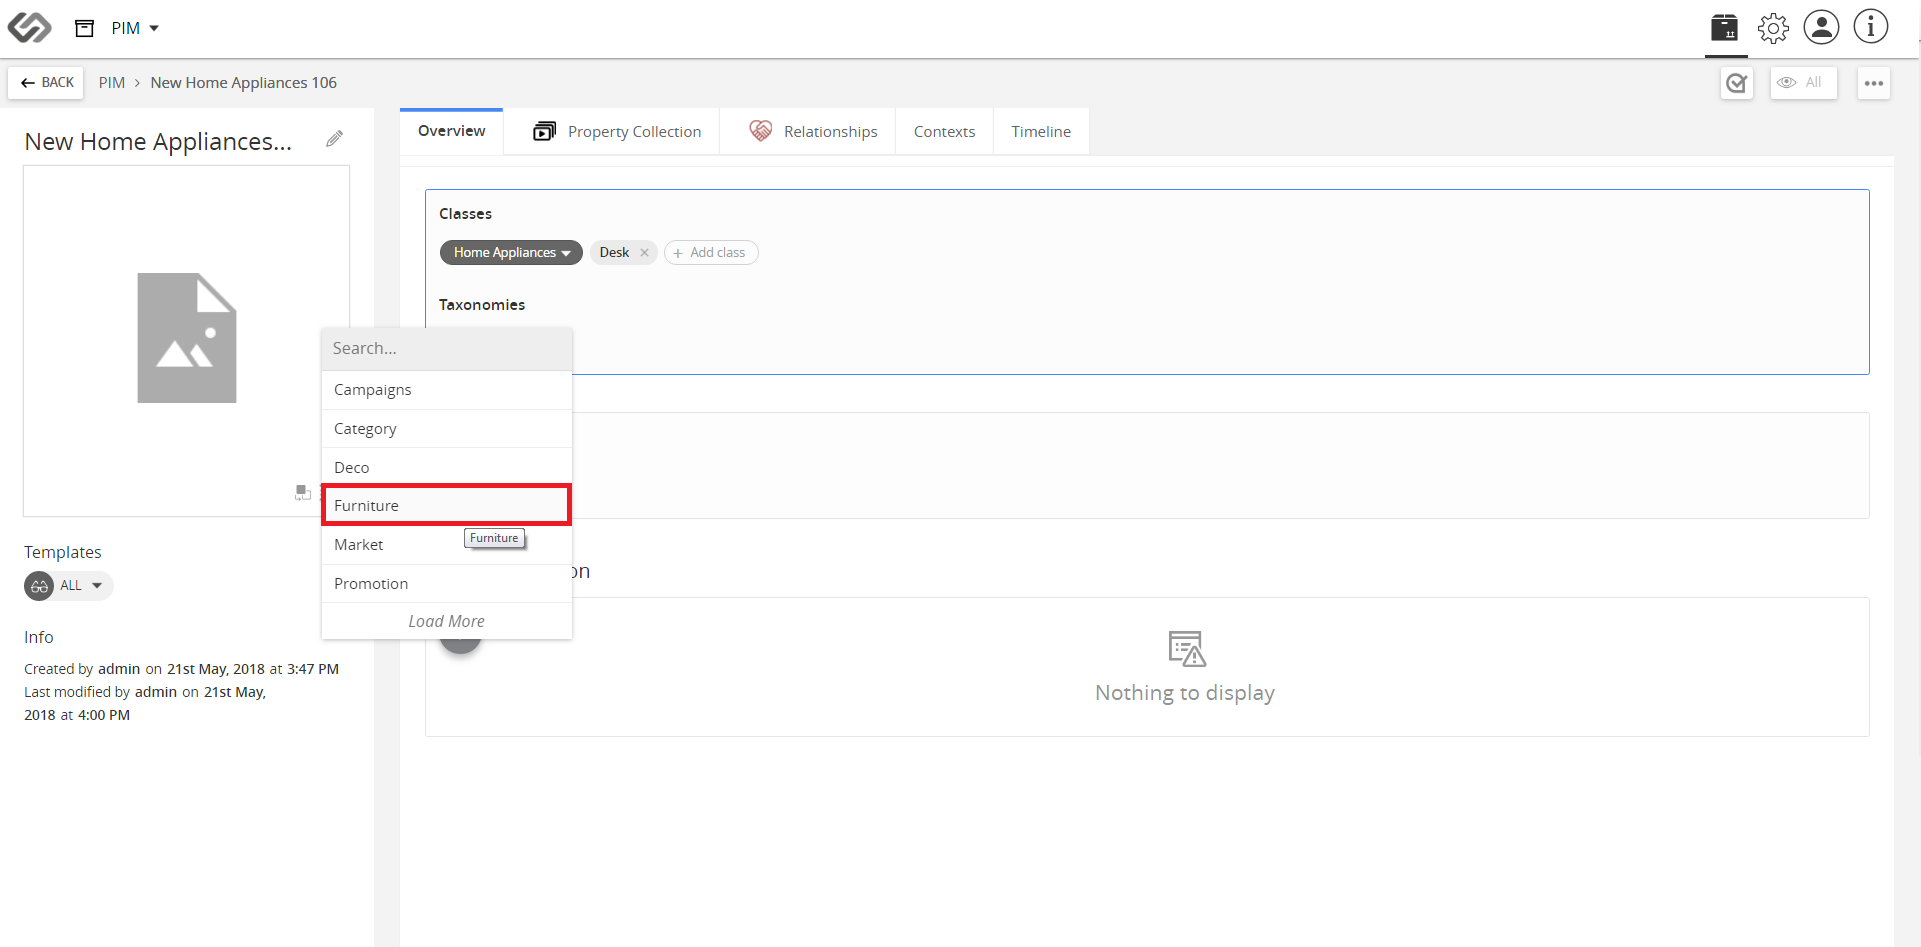 PIM
BACK
PIM > New Home Appliances 106
All
New Home Appliances...
Overview
Property Collection
Relationships
Contexts
Timeline
Classes
Home Appliances
Desk
+ Add class
Taxonomies
Search...
Campaigns
Category
Deco
Furniture
Furniture
Market
Promotion
Load More
on
Nothing to display
Templates
ALL
Info
Created by admin on 21st May, 2018 at 3:47 PM
Last modified by admin on 21st May,
2018 at 4:00 PM